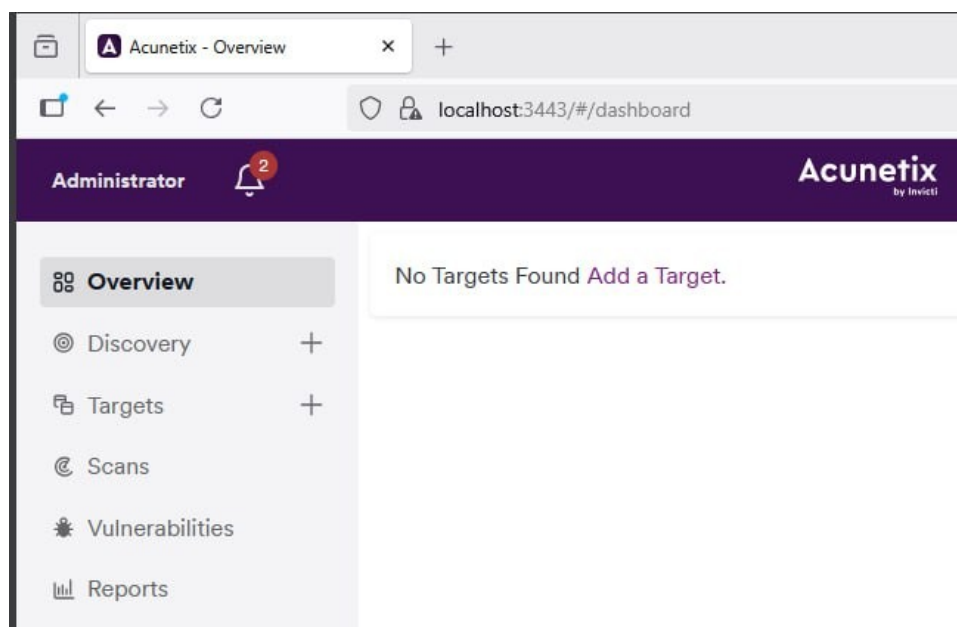 Acunetix - Overview
localhost:3443/#/dashboard
Administrator
2
Acunetix
by Invicti
Overview
No Targets Found Add a Target.
Discovery
Targets
Scans
Vulnerabilities
Reports